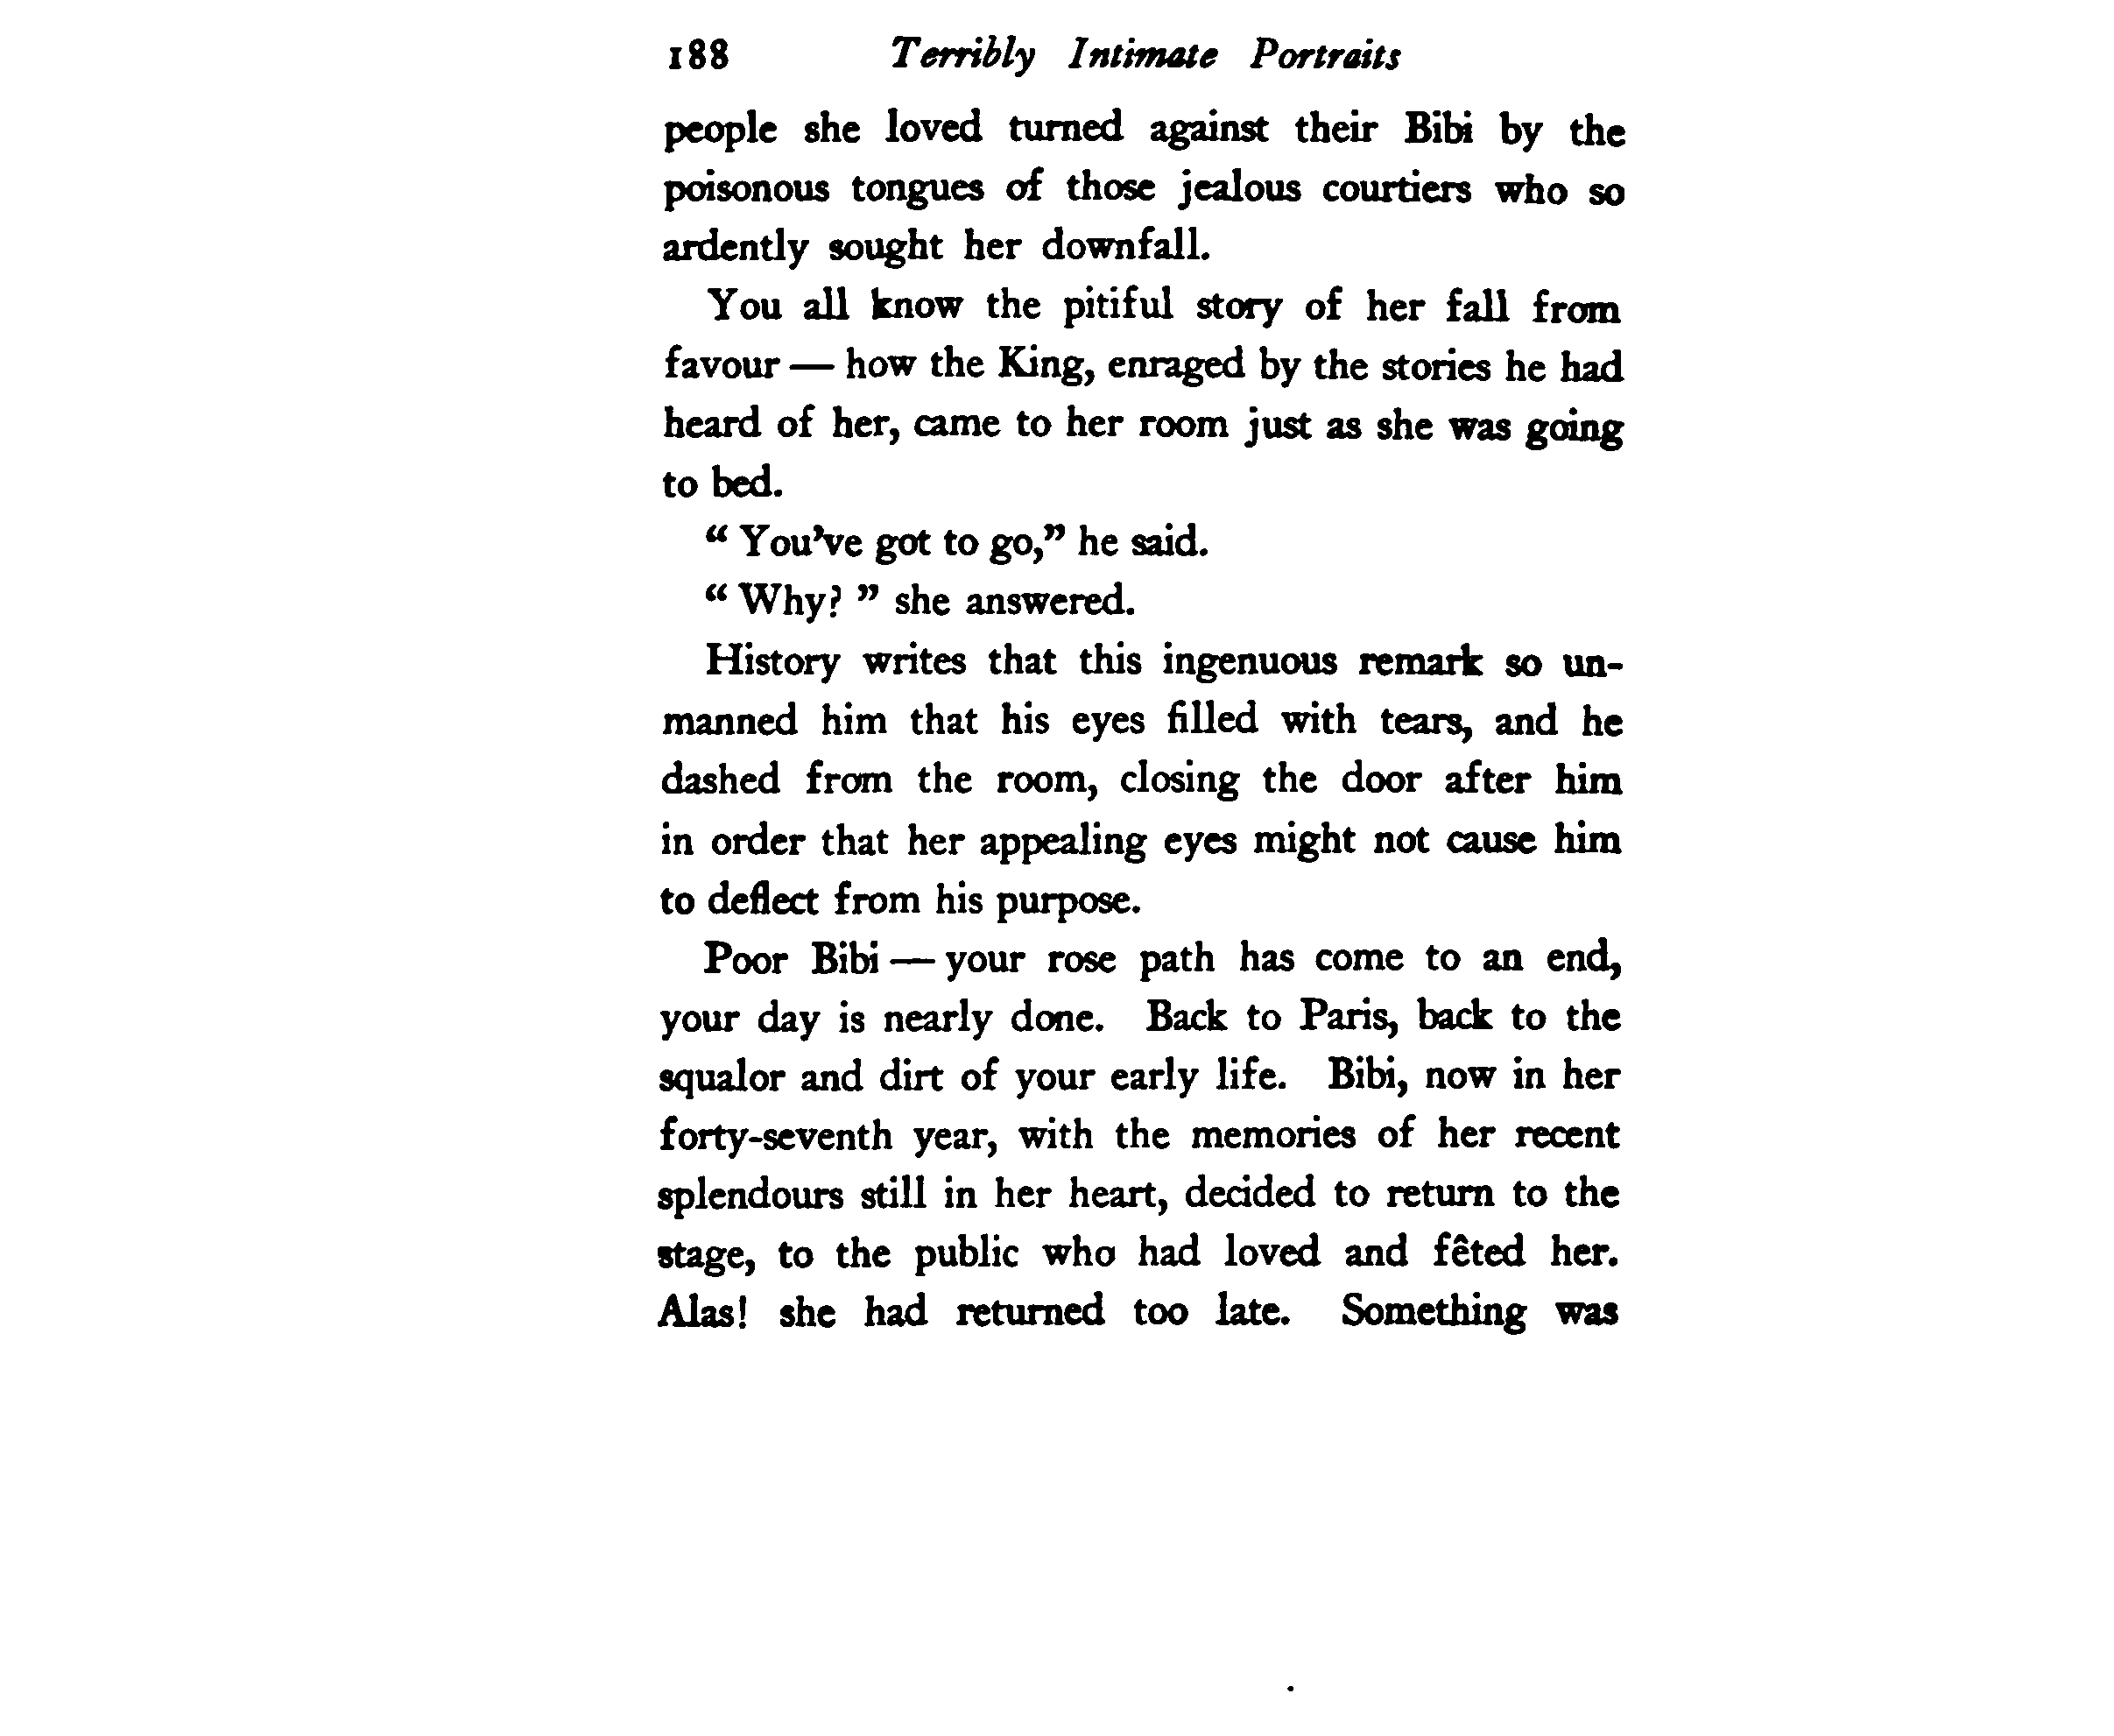 188 Terribly Intimate Portraits
people she loved turned against their Bibi by the
poisonous tongues of those jealous courtiers who so
ardently sought her downfall.
You all know the pitiful story of her fall from
favour — how the King, enraged by the stories he had
heard of her, came to her room just as she was going
to bed.
“ You’ve got to go,” he said.
“ Why? ” she answered.
History writes that this ingenuous remark so un-
manned him that his eyes filled with tears, and he
dashed from the room, closing the door after him
in order that her appealing eyes might not cause him
to deflect from his purpose.
Poor Bibi — your rose path has come to an end,
your day is nearly done. Back to Paris, back to the
squalor and dirt of your early life. Bibi, now in her
forty-seventh year, with the memories of her recent
splendours still in her heart, decided to return to the
stage, to the public who had loved and fêted her.
Alas! she had returned too late. Something was